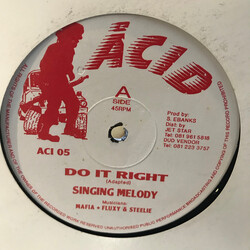 ACID
A
SIDE
45RPM
Prod by:
S. EBANKS
Dist by:
JET STAR
Tel: 081 961 5818
DUB VENDOR
Tel: 081 223 3757
ACI 05
DO IT RIGHT
(Adapted)
SINGING MELODY
Musicians:
MAFIA + FLUXY & STEELIE